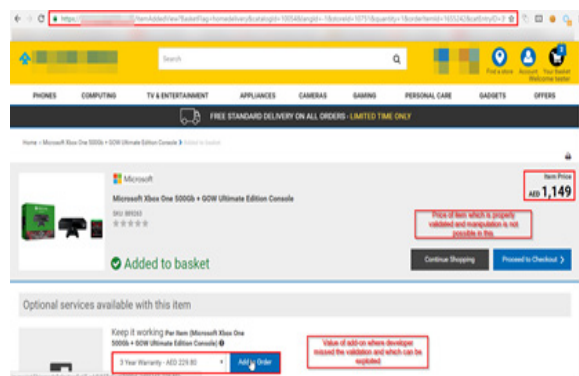 https:/
/ItemAddedView?BasketFlag=homedelivery&catalogId=10054&langId=-1&storeId=10751&quantity=1&orderItemId=1655242&catEntryID=3
Search
Find a store Account Your Basket
Welcome tester
PHONES COMPUTING TV & ENTERTAINMENT APPLIANCES CAMERAS GAMING PERSONAL CARE GADGETS OFFERS
FREE STANDARD DELIVERY ON ALL ORDERS - LIMITED TIME ONLY
Home > Microsoft Xbox One 500Gb + GOW Ultimate Edition Console > Added to basket
Microsoft
Item Price
AED 1,149
Microsoft Xbox One 500Gb + GOW Ultimate Edition Console
Price of item which is properly
validated and manipulation is not
possible in this.
Added to basket
Continue Shopping
Proceed to Checkout >
Optional services available with this item
Keep it working Per Item (Microsoft Xbox One
500Gb + GOW Ultimate Edition Console)
Value of add-on where developer
missed the validation and which can be
exploited
3 Year Warranty - AED 229.80
Add to Order